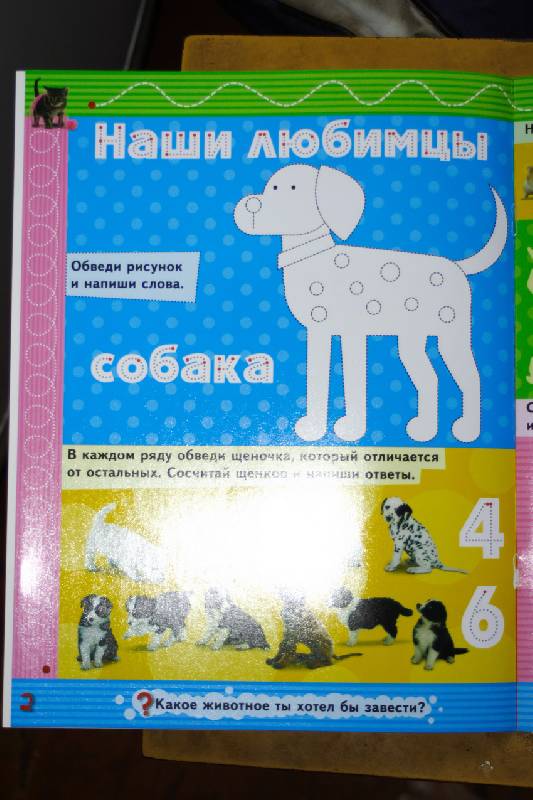 Наши любимцы
Обведи рисунок
и напиши слова.
собака
В каждом ряду обведи щеночка, который отличается
от остальных. Сосчитай щенков и напиши ответы.
4
6
2
?Какое животное ты хотел бы завести?